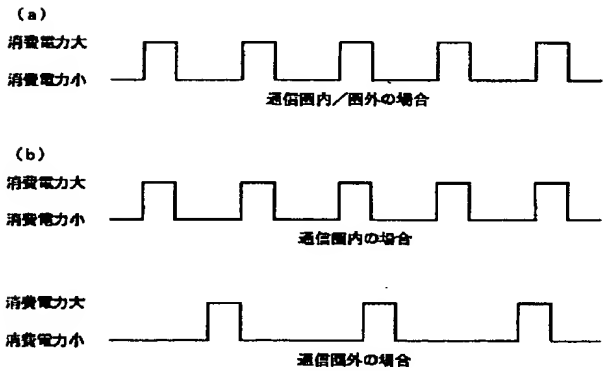 (a)
消費電力大
消費電力小
通信圏内/圏外の場合
(b)
消費電力大
消費電力小
通信圏内の場合
消費電力大
消費電力小
通信圏外の場合